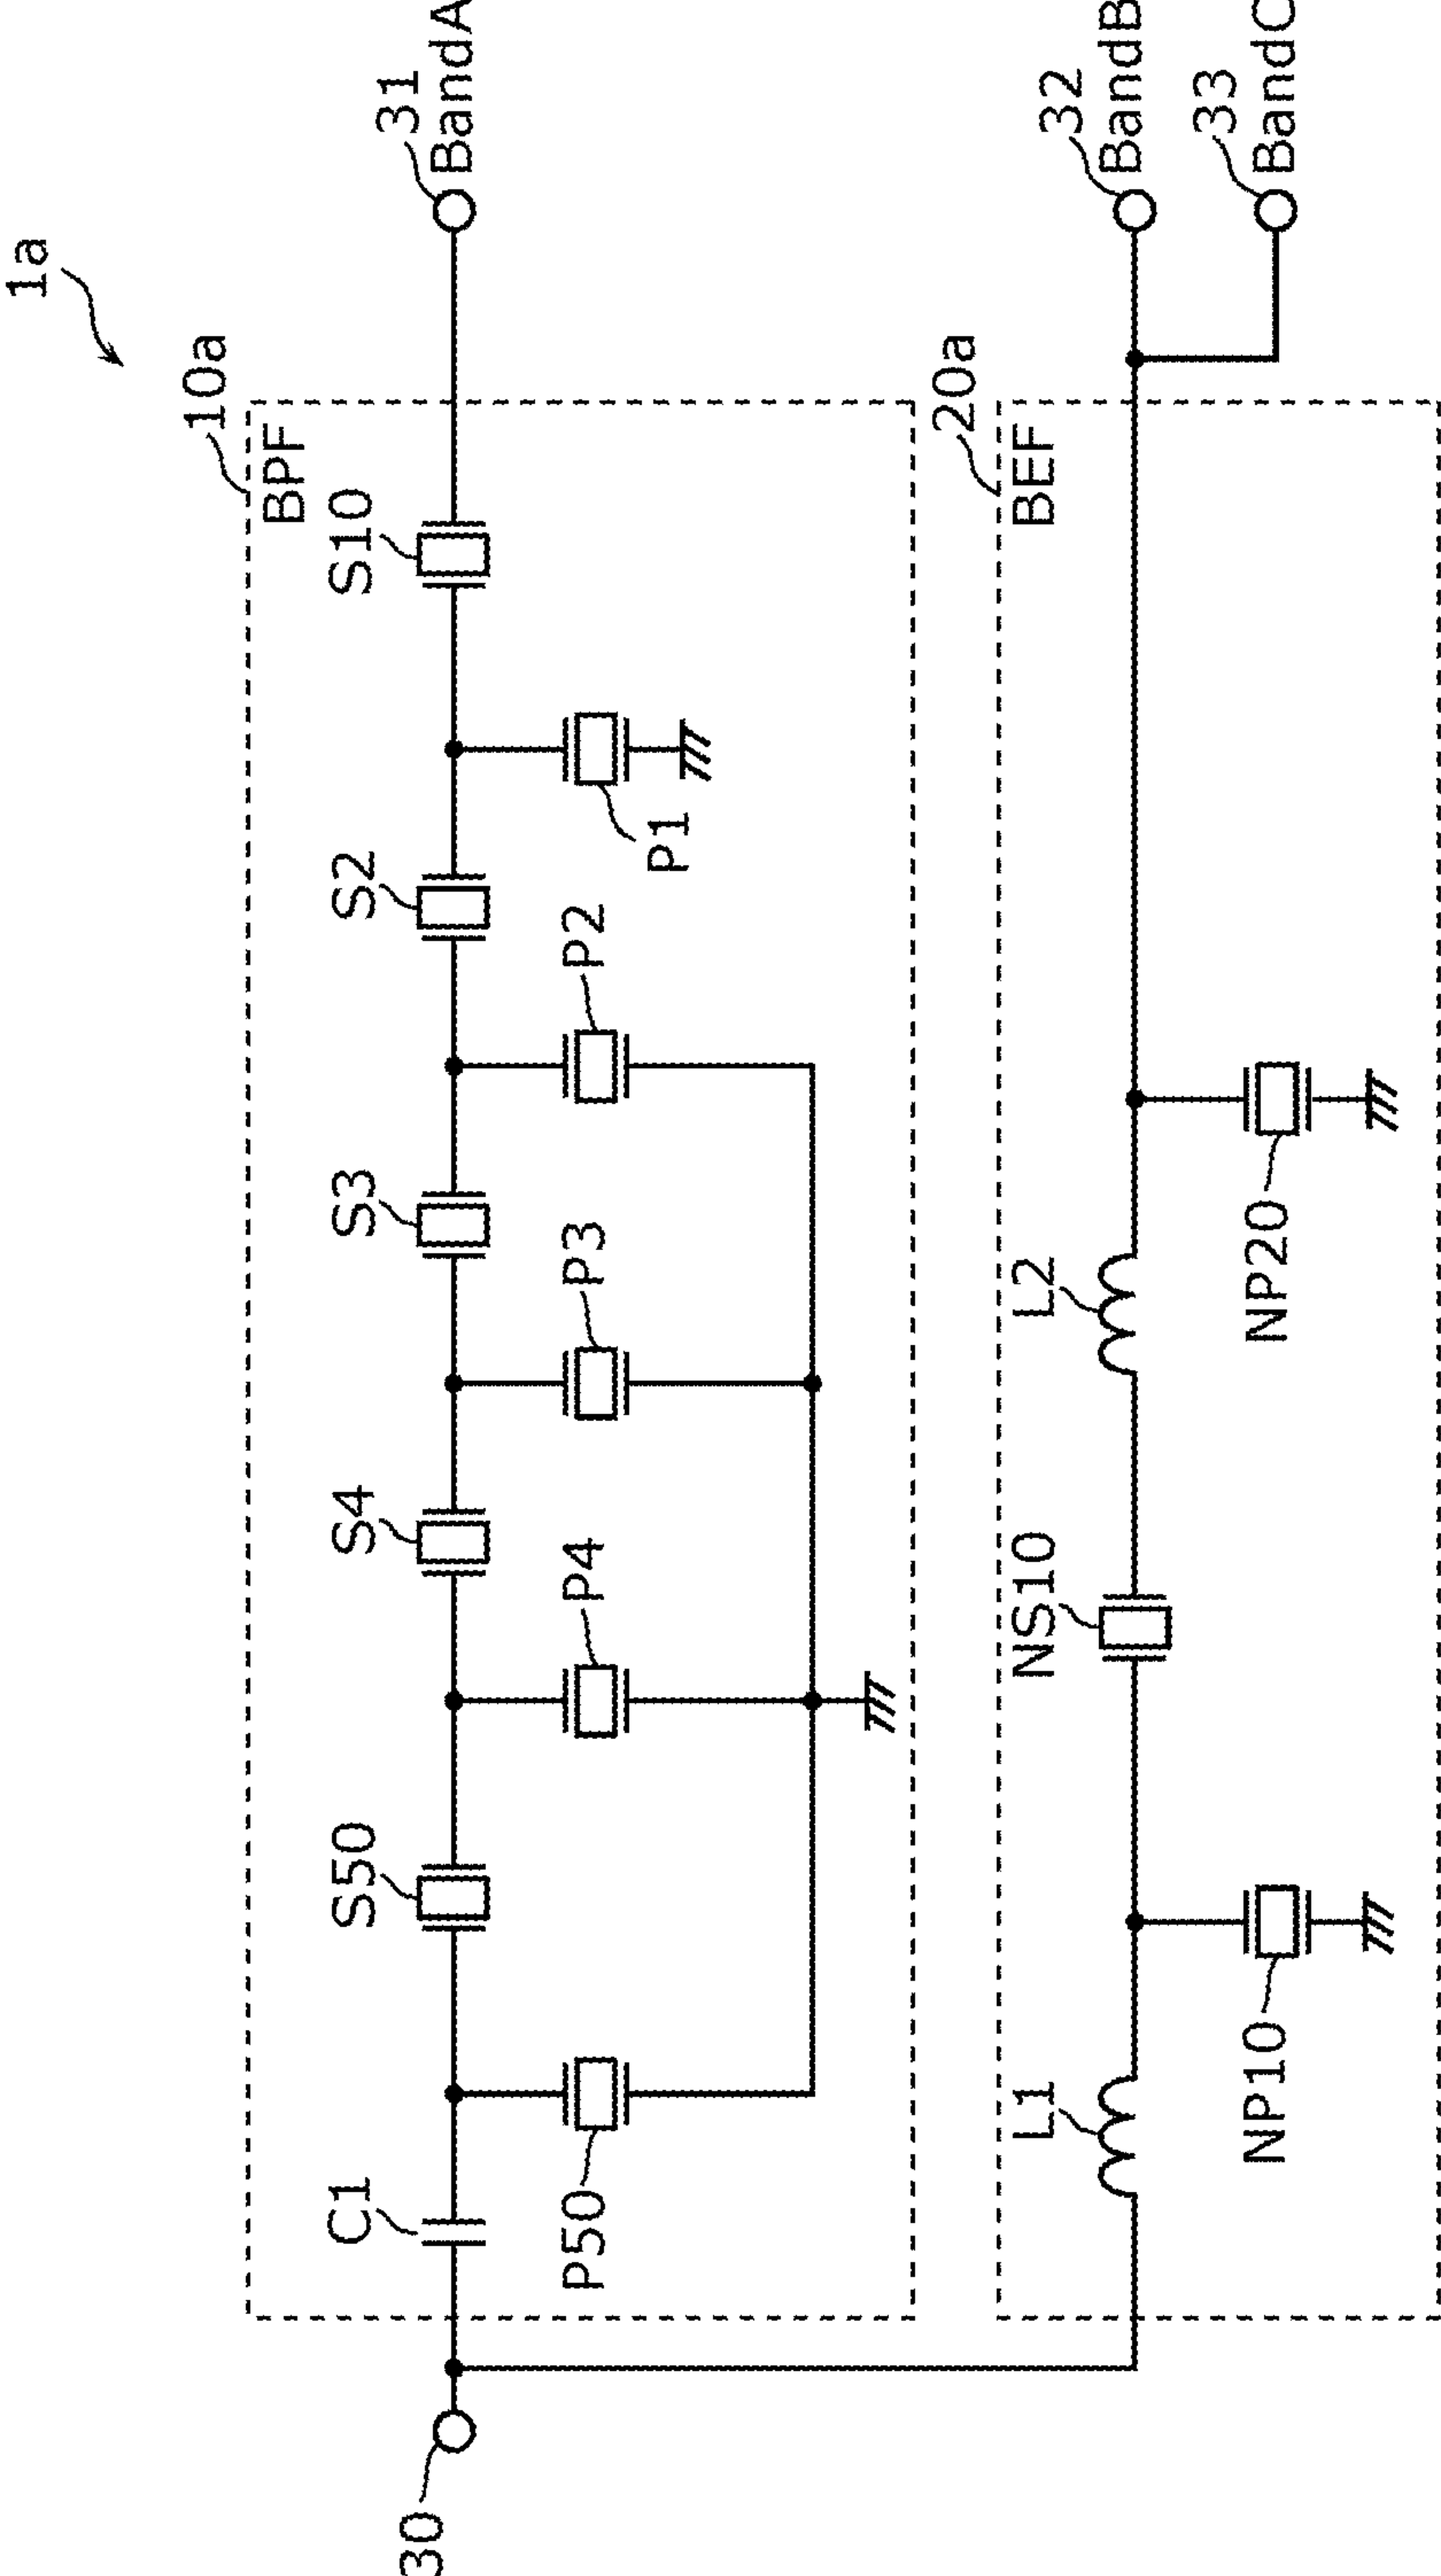 1a
10a
BPF
C1
S50
S4
S3
S2
S10
31
BandA
30
P50
P4
P3
P2
P1
20a
BEF
L1
NS10
L2
32
BandB
NP10
NP20
33
BandC